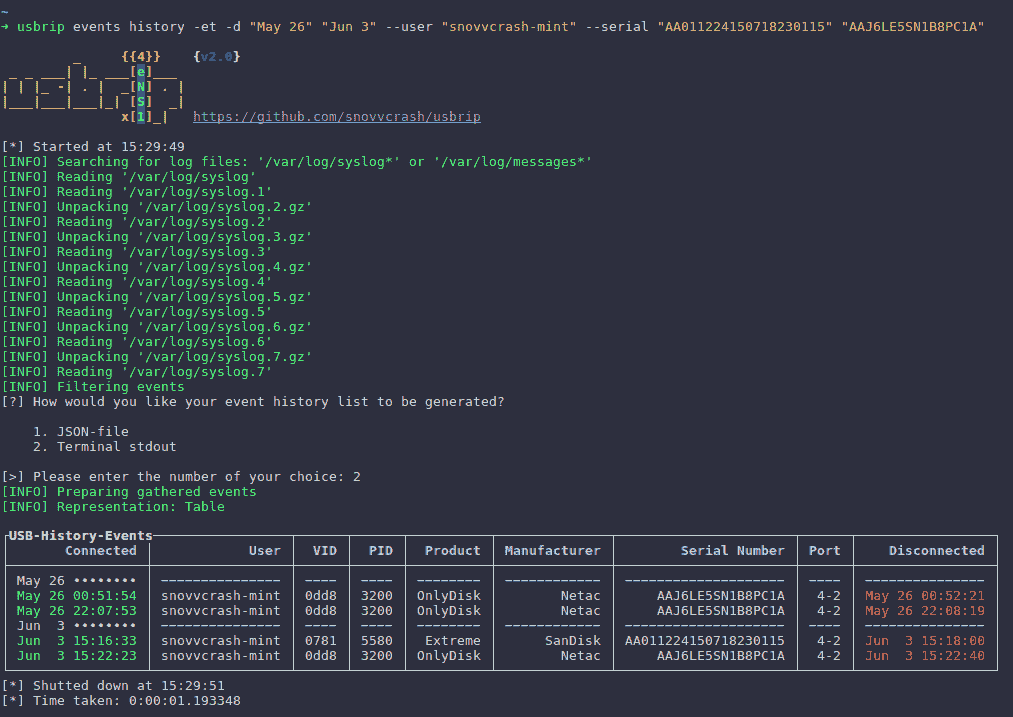 ~
→ usbrip events history -et -d "May 26" "Jun 3" --user "snovvcrash-mint" --serial "AA011224150718230115" "AAJ6LE5SN1B8PC1A"
         _     {{4}}    {v2.0}
 _ _ ___| |_ ___[e]___
| | |_ -| . |  _[N] . |
|___|___|___|_| [S]  _|
               x[I]_|   https://github.com/snovvcrash/usbrip
[*] Started at 15:29:49
[INFO] Searching for log files: '/var/log/syslog*' or '/var/log/messages*'
[INFO] Reading '/var/log/syslog'
[INFO] Reading '/var/log/syslog.1'
[INFO] Unpacking '/var/log/syslog.2.gz'
[INFO] Reading '/var/log/syslog.2'
[INFO] Unpacking '/var/log/syslog.3.gz'
[INFO] Reading '/var/log/syslog.3'
[INFO] Unpacking '/var/log/syslog.4.gz'
[INFO] Reading '/var/log/syslog.4'
[INFO] Unpacking '/var/log/syslog.5.gz'
[INFO] Reading '/var/log/syslog.5'
[INFO] Unpacking '/var/log/syslog.6.gz'
[INFO] Reading '/var/log/syslog.6'
[INFO] Unpacking '/var/log/syslog.7.gz'
[INFO] Reading '/var/log/syslog.7'
[INFO] Filtering events
[?] How would you like your event history list to be generated?
    1. JSON-file
    2. Terminal stdout
[>] Please enter the number of your choice: 2
[INFO] Preparing gathered events
[INFO] Representation: Table
USB-History-Events
Connected | User | VID | PID | Product | Manufacturer | Serial Number | Port | Disconnected
May 26 •••••••• | ––––––––––––––– | –––– | –––– | –––––––– | –––––––––––– | –––––––––––––––––––– | –––– | –––––––––––––––
May 26 00:51:54 | snovvcrash-mint | 0dd8 | 3200 | OnlyDisk | Netac | AAJ6LE5SN1B8PC1A | 4-2 | May 26 00:52:21
May 26 22:07:53 | snovvcrash-mint | 0dd8 | 3200 | OnlyDisk | Netac | AAJ6LE5SN1B8PC1A | 4-2 | May 26 22:08:19
Jun  3 •••••••• | ––––––––––––––– | –––– | –––– | –––––––– | –––––––––––– | –––––––––––––––––––– | –––– | –––––––––––––––
Jun  3 15:16:33 | snovvcrash-mint | 0781 | 5580 | Extreme | SanDisk | AA011224150718230115 | 4-2 | Jun  3 15:18:00
Jun  3 15:22:23 | snovvcrash-mint | 0dd8 | 3200 | OnlyDisk | Netac | AAJ6LE5SN1B8PC1A | 4-2 | Jun  3 15:22:40
[*] Shutted down at 15:29:51
[*] Time taken: 0:00:01.193348